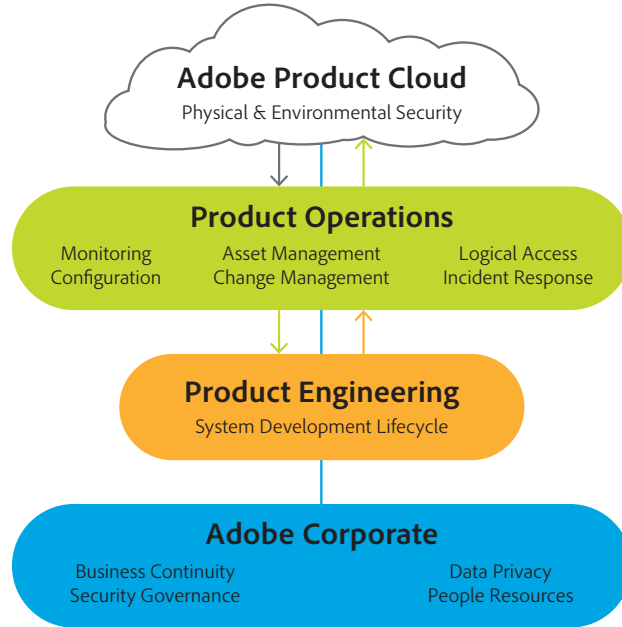 Adobe Product Cloud
Physical & Environmental Security
Product Operations
Monitoring
Configuration
Asset Management
Change Management
Logical Access
Incident Response
Product Engineering
System Development Lifecycle
Adobe Corporate
Business Continuity
Security Governance
Data Privacy
People Resources